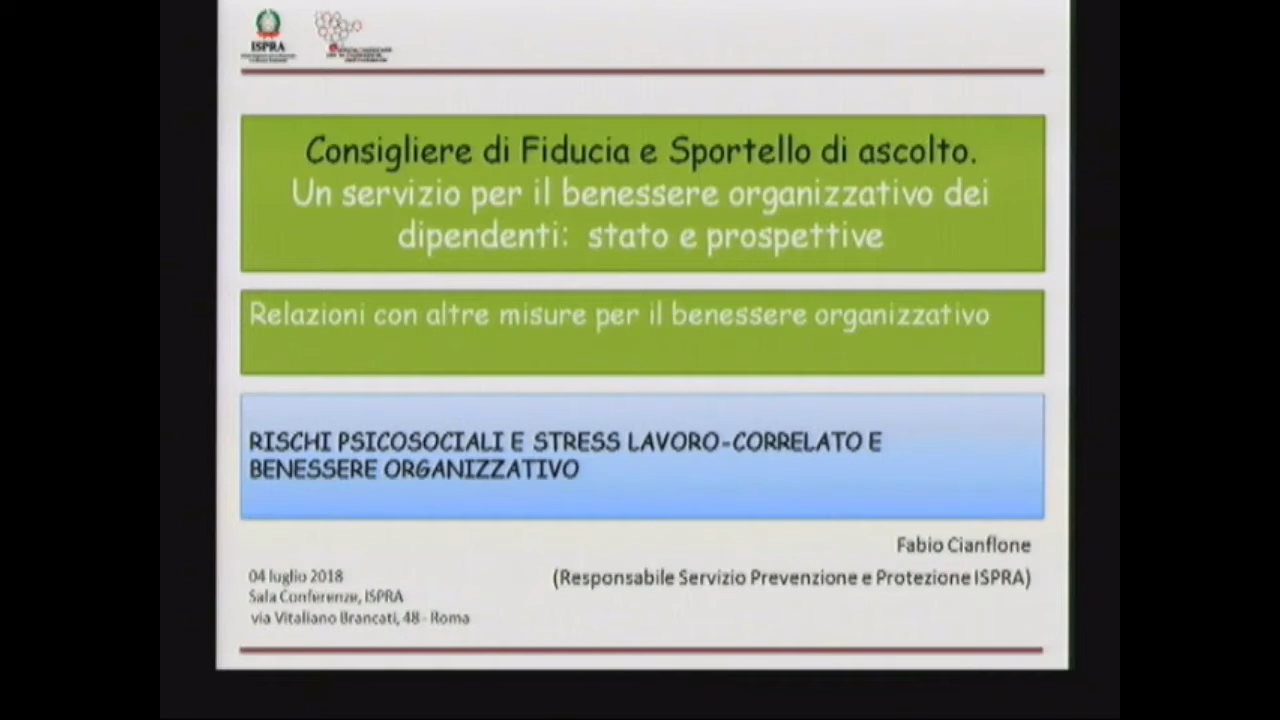 ISPRA
Consigliere di Fiducia e Sportello di ascolto.
Un servizio per il benessere organizzativo dei
dipendenti: stato e prospettive
Relazioni con altre misure per il benessere organizzativo
RISCHI PSICOSOCIALI E STRESS LAVORO-CORRELATO E
BENESSERE ORGANIZZATIVO
Fabio Cianflone
(Responsabile Servizio Prevenzione e Protezione ISPRA)
04 luglio 2018
Sala Conferenze, ISPRA
via Vitaliano Brancati, 48 - Roma